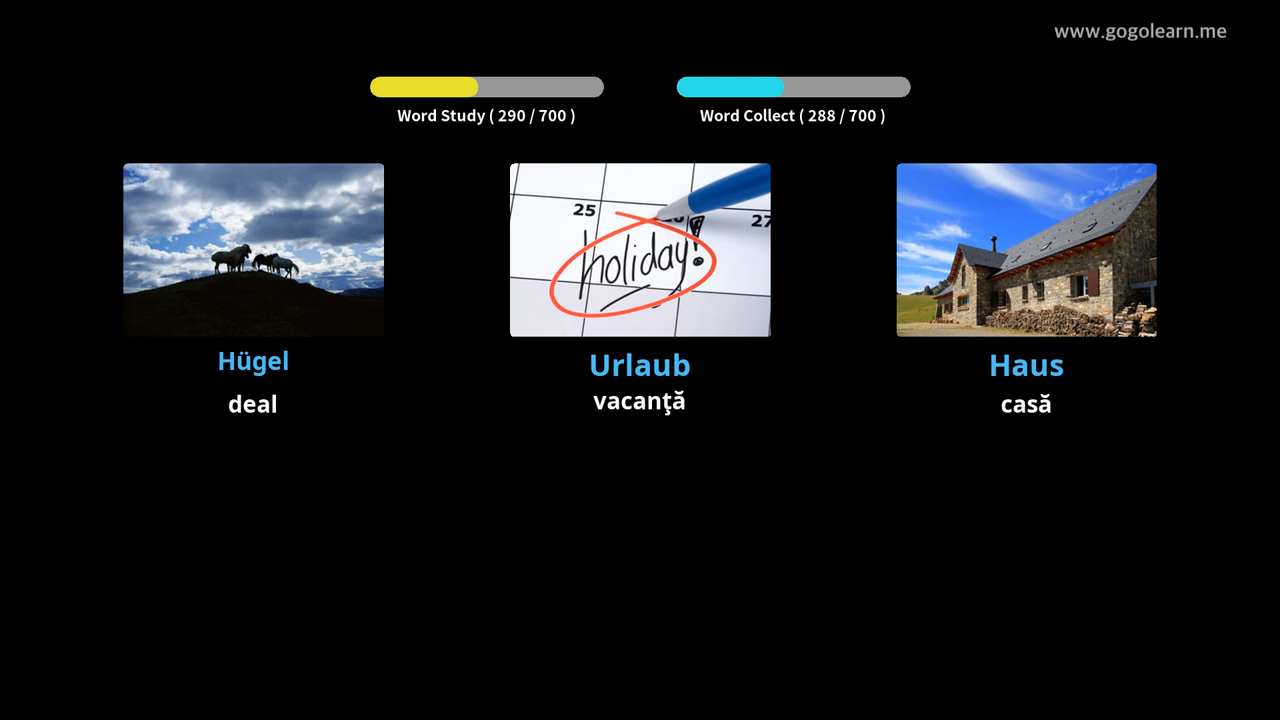 www.gogolearn.me
Word Study ( 290 / 700 )
Word Collect ( 288 / 700 )
25
27
holiday!
Hügel
Urlaub
Haus
deal
vacanţă
casă